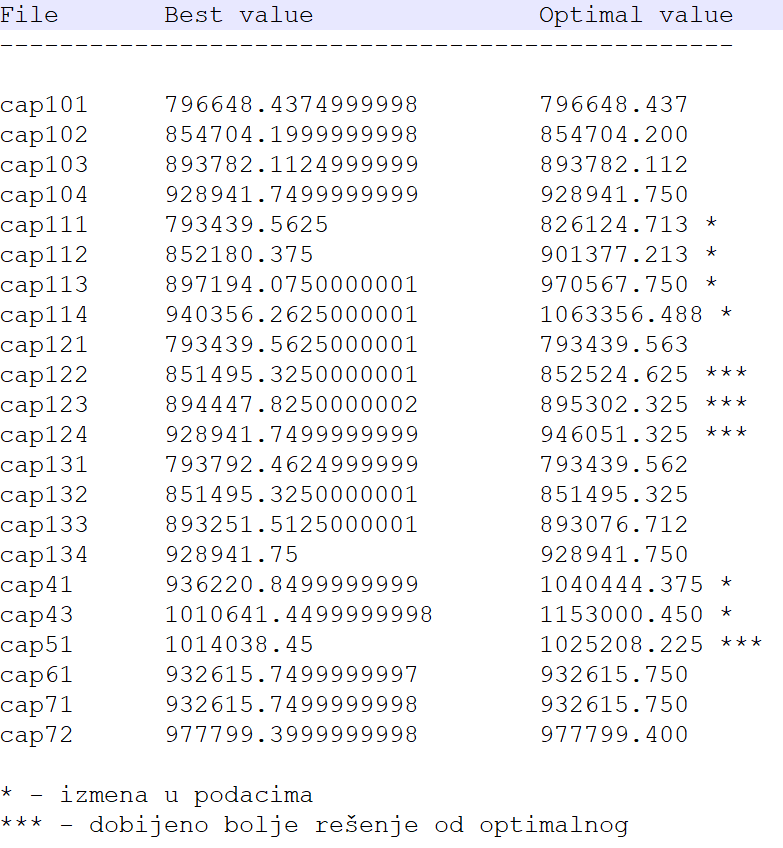 File Best value Optimal value
-------------------------------------------------
cap101 796648.4374999998 796648.437
cap102 854704.1999999998 854704.200
cap103 893782.1124999999 893782.112
cap104 928941.7499999999 928941.750
cap111 793439.5625 826124.713 *
cap112 852180.375 901377.213 *
cap113 897194.0750000001 970567.750 *
cap114 940356.2625000001 1063356.488 *
cap121 793439.5625000001 793439.563
cap122 851495.3250000001 852524.625 ***
cap123 894447.8250000002 895302.325 ***
cap124 928941.7499999999 946051.325 ***
cap131 793792.4624999999 793439.562
cap132 851495.3250000001 851495.325
cap133 893251.5125000001 893076.712
cap134 928941.75 928941.750
cap41 936220.8499999999 1040444.375 *
cap43 1010641.4499999998 1153000.450 *
cap51 1014038.45 1025208.225 ***
cap61 932615.7499999997 932615.750
cap71 932615.7499999998 932615.750
cap72 977799.3999999998 977799.400
* - izmena u podacima
*** - dobijeno bolje rešenje od optimalnog